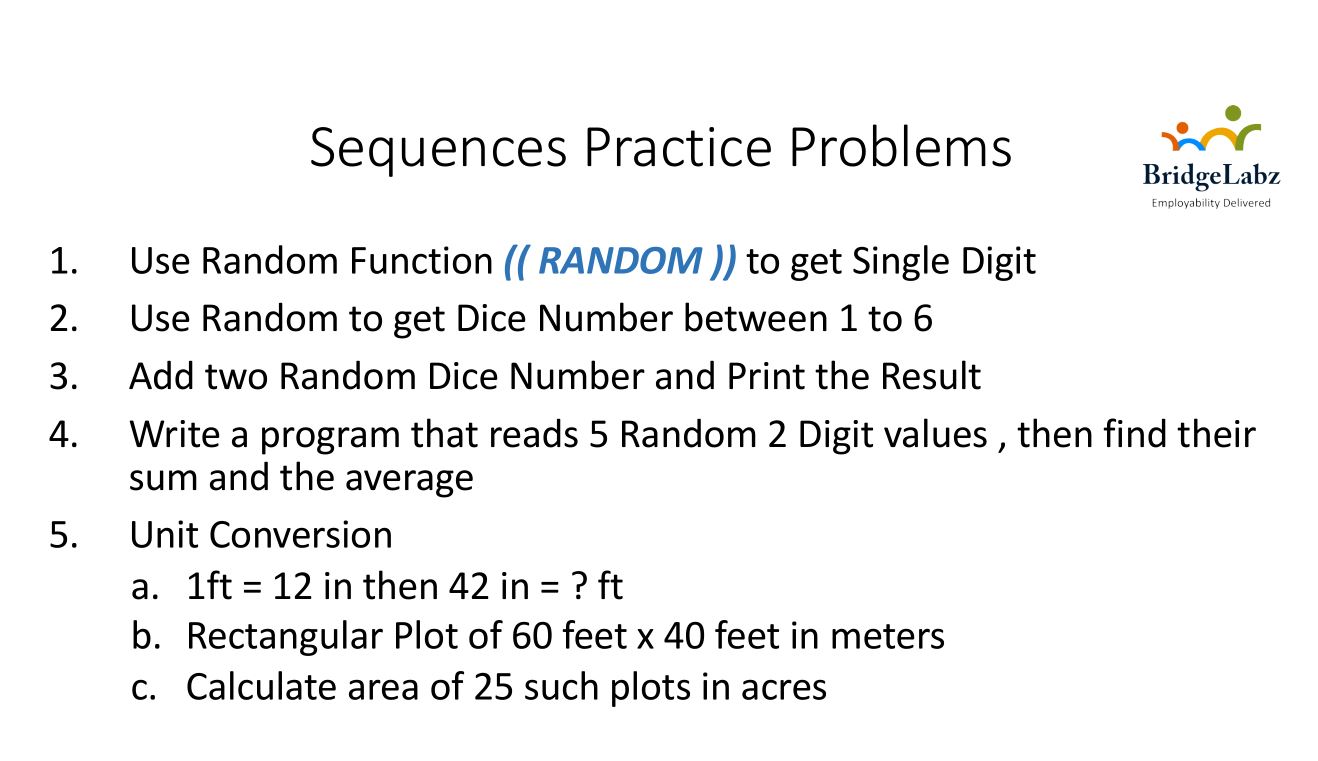 Sequences Practice Problems
BridgeLabz
Employability Delivered
1. Use Random Function (( RANDOM )) to get Single Digit
2. Use Random to get Dice Number between 1 to 6
3. Add two Random Dice Number and Print the Result
4. Write a program that reads 5 Random 2 Digit values , then find their
sum and the average
5. Unit Conversion
a. 1ft = 12 in then 42 in = ? ft
b. Rectangular Plot of 60 feet x 40 feet in meters
c. Calculate area of 25 such plots in acres